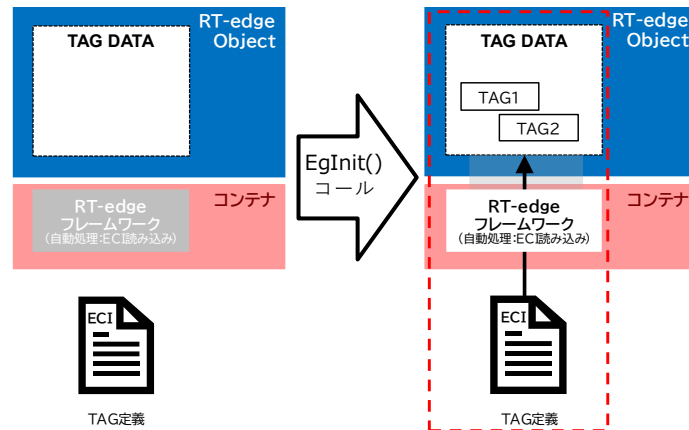 RT-edge
Object
TAG DATA
コンテナ
RT-edge
フレームワーク
(自動処理:ECI読み込み)
ECI
TAG定義
EgInit()
コール
RT-edge
Object
TAG DATA
TAG1
TAG2
コンテナ
RT-edge
フレームワーク
(自動処理:ECI読み込み)
ECI
TAG定義